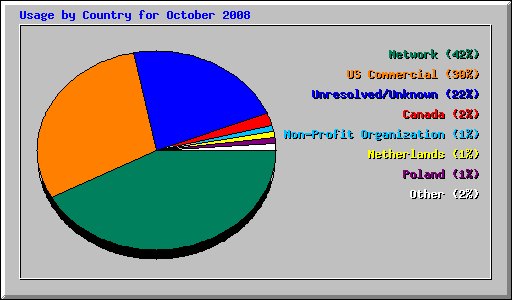 Usage by Country for October 2008
Network (42%)
US Commercial (30%)
Unresolved/Unknown (22%)
Canada (2%)
Non-Profit Organization (1%)
Netherlands (1%)
Poland (1%)
Other (2%)